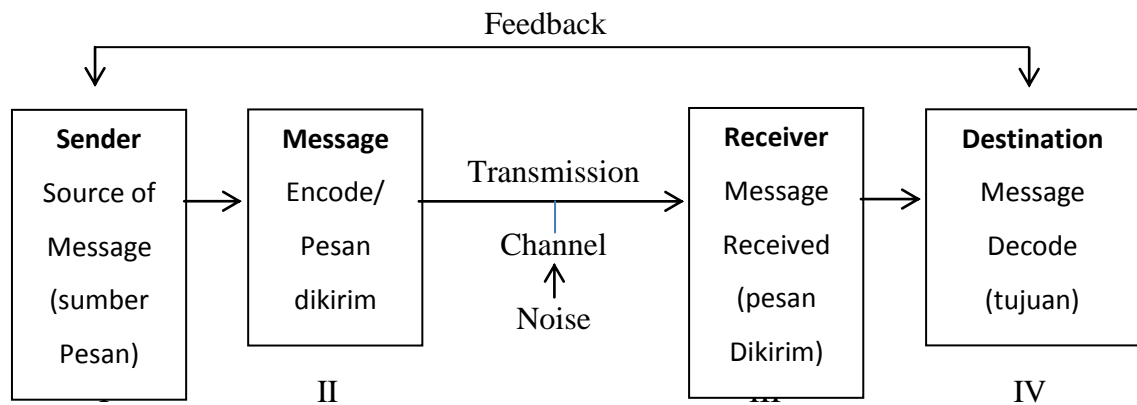 Feedback
Sender
Source of
Message
(sumber
Pesan)
Message
Encode/
Pesan
dikirim
Transmission
Channel
Noise
Receiver
Message
Received
(pesan
Dikirim)
Destination
Message
Decode
(tujuan)
II
III
IV